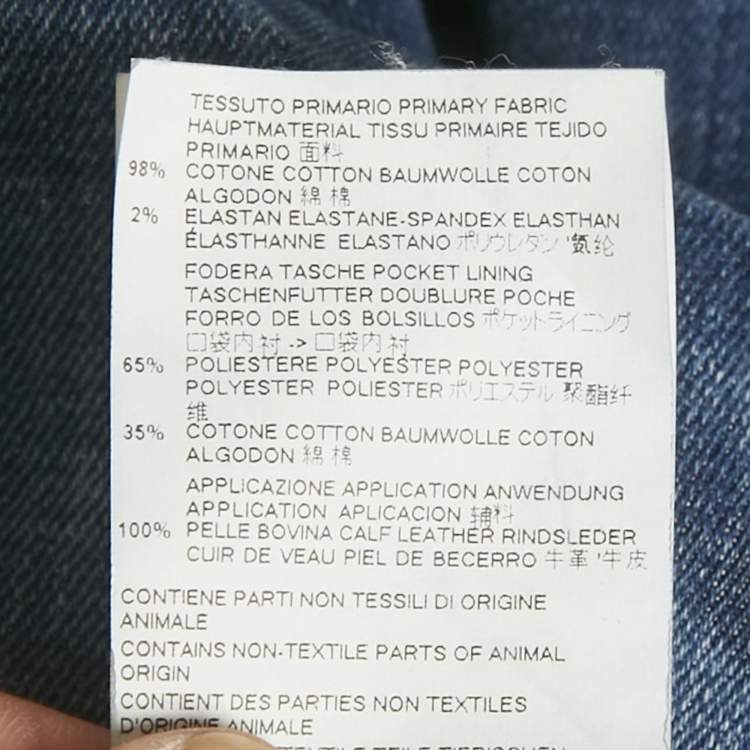 TESSUTO PRIMARIO PRIMARY FABRIC
HAUPTMATERIAL TISSU PRIMAIRE TEJIDO
PRIMARIO 面料
98% COTONE COTTON BAUMWOLLE COTON
ALGODON 綿 棉
2% ELASTAN ELASTANE-SPANDEX ELASTHAN
ÉLASTHANNE ELASTANO ポリウレタン '氨纶
FODERA TASCHE POCKET LINING
TASCHENFUTTER DOUBLURE POCHE
FORRO DE LOS BOLSILLOS ポケットライニング
口袋内衬 -> 口袋内衬
65% POLIESTERE POLYESTER POLYESTER
POLYESTER POLIESTER ポリエステル 聚酯纤
维
35% COTONE COTTON BAUMWOLLE COTON
ALGODON 綿 棉
APPLICAZIONE APPLICATION ANWENDUNG
APPLICATION APLICACION 辅料
100% PELLE BOVINA CALF LEATHER RINDSLEDER
CUIR DE VEAU PIEL DE BECERRO 牛革 '牛皮
CONTIENE PARTI NON TESSILI DI ORIGINE
ANIMALE
CONTAINS NON-TEXTILE PARTS OF ANIMAL
ORIGIN
CONTIENT DES PARTIES NON TEXTILES
D'ORIGINE ANIMALE